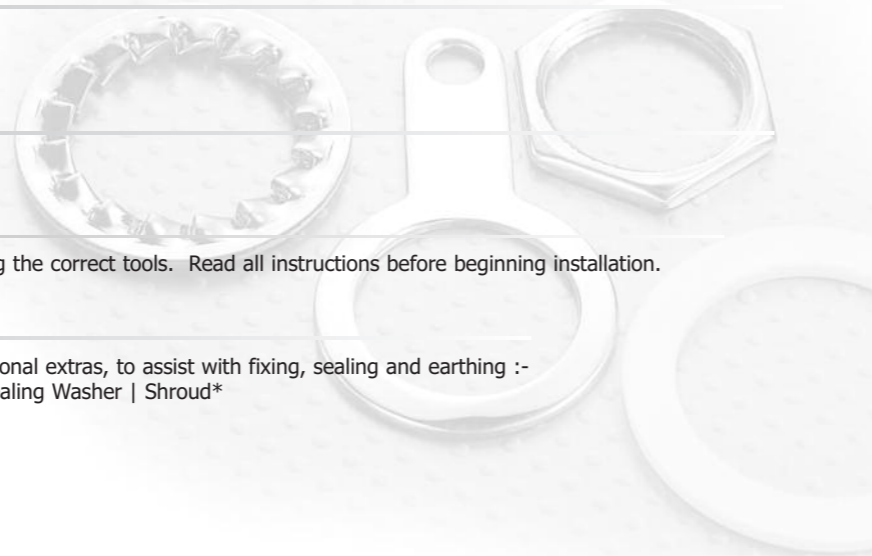 the correct tools.  Read all instructions before beginning installation.
onal extras, to assist with fixing, sealing and earthing :-
aling Washer | Shroud*